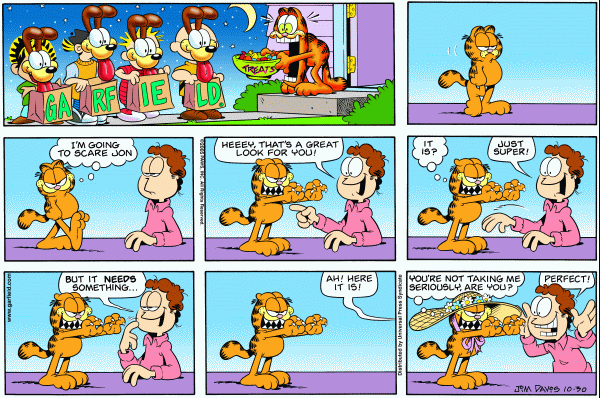 GA RF IE LD
TREATS
I'M GOING
TO SCARE JON
HEEEY, THAT'S A GREAT
LOOK FOR YOU!
IT
IS?
JUST
SUPER!
BUT IT NEEDS
SOMETHING...
AH! HERE
IT IS!
YOU'RE NOT TAKING ME
SERIOUSLY, ARE YOU?
PERFECT!
www.garfield.com
Distributed by Universal Press Syndicate
JIM DAVIS 10-30